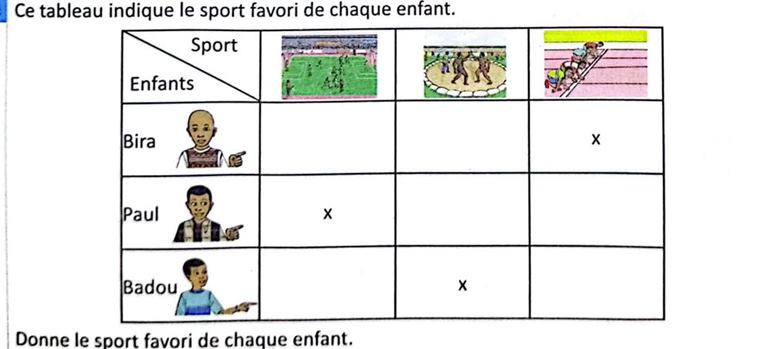 Ce tableau indique le sport favori de chaque enfant.
Sport
Enfants
Bira x
Paul x
Badou x
Donne le sport favori de chaque enfant.